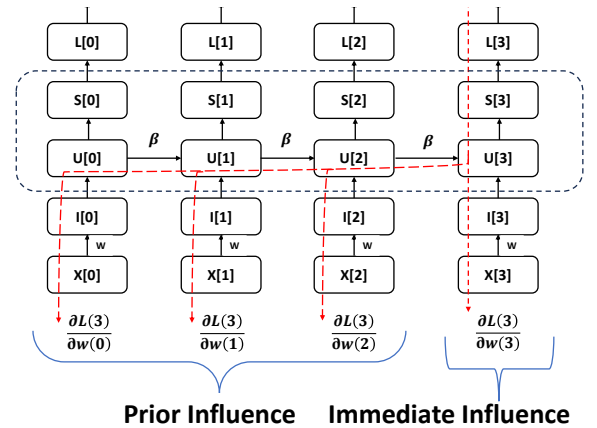 L[0] L[1] L[2] L[3]
S[0] S[1] S[2] S[3]
β β β
U[0] U[1] U[2] U[3]
I[0] I[1] I[2] I[3]
w w w w
X[0] X[1] X[2] X[3]
∂L(3) ∂L(3) ∂L(3) ∂L(3)
∂w(0) ∂w(1) ∂w(2) ∂w(3)
Prior Influence Immediate Influence